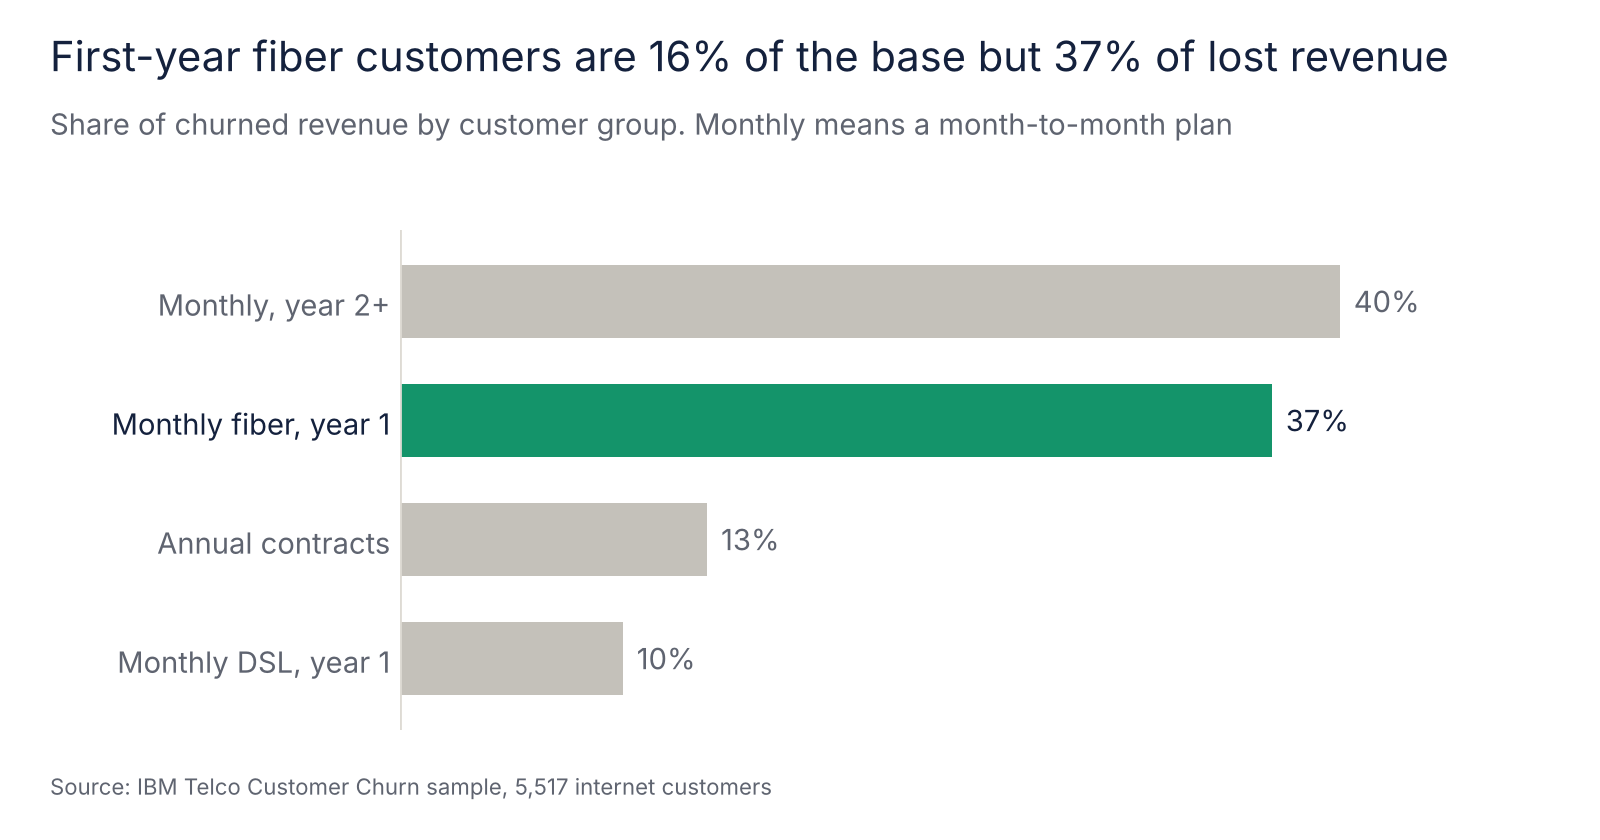 First-year fiber customers are 16% of the base but 37% of lost revenue
Share of churned revenue by customer group. Monthly means a month-to-month plan
Monthly, year 2+
40%
Monthly fiber, year 1
37%
Annual contracts
13%
Monthly DSL, year 1
10%
Source: IBM Telco Customer Churn sample, 5,517 internet customers